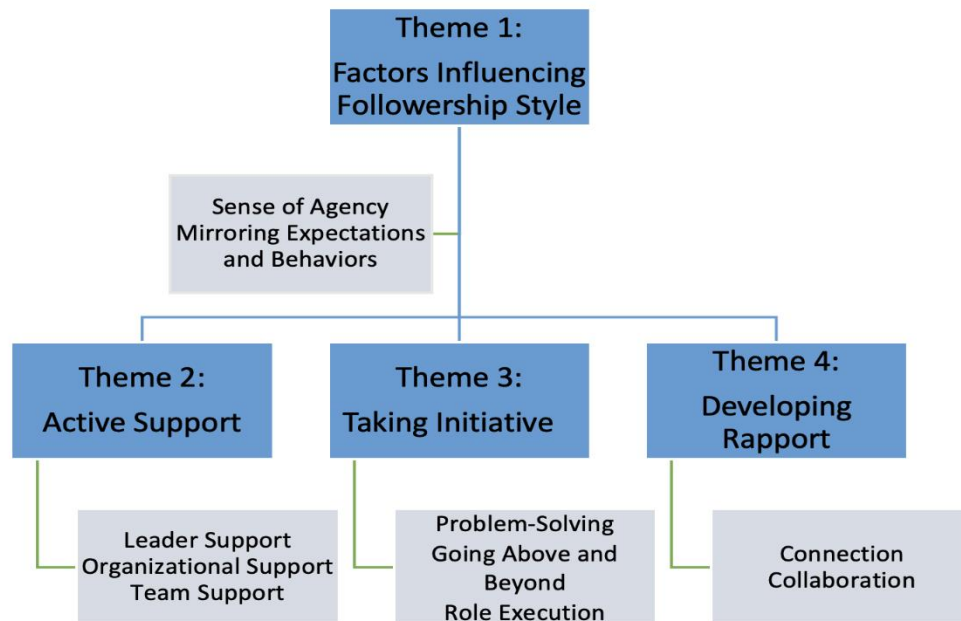 Theme 1:
Factors Influencing
Followership Style
Sense of Agency
Mirroring Expectations
and Behaviors
Theme 2:
Active Support
Theme 3:
Taking Initiative
Theme 4:
Developing
Rapport
Leader Support
Organizational Support
Team Support
Problem-Solving
Going Above and
Beyond
Role Execution
Connection
Collaboration